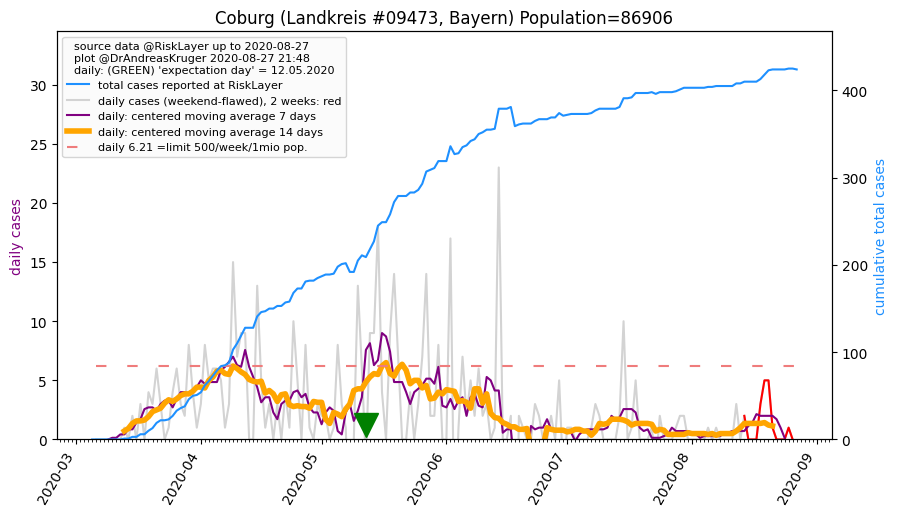 Coburg (Landkreis #09473, Bayern) Population=86906
source data @RiskLayer up to 2020-08-27
plot @DrAndreasKruger 2020-08-27 21:48
daily: (GREEN) 'expectation day' = 12.05.2020
total cases reported at RiskLayer
daily cases (weekend-flawed), 2 weeks: red
daily: centered moving average 7 days
daily: centered moving average 14 days
daily 6.21 =limit 500/week/1mio pop.
daily cases
30
25
20
15
10
5
0
cumulative total cases
400
300
200
100
0
2020-03
2020-04
2020-05
2020-06
2020-07
2020-08
2020-09